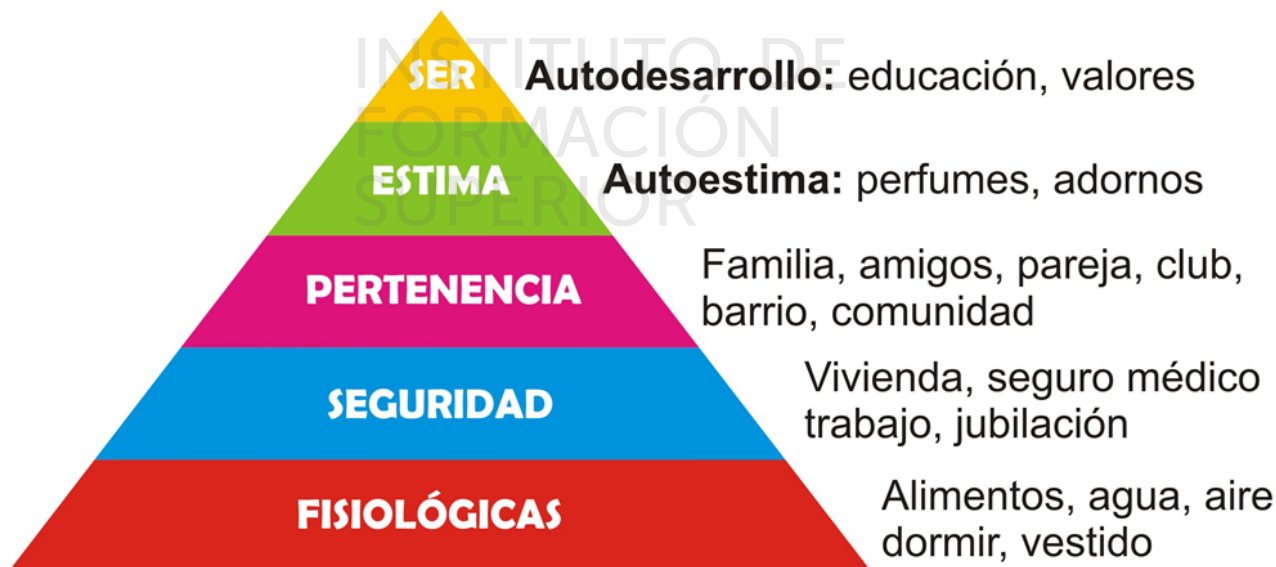 INSTITUTO DE
FORMACIÓN
SUPERIOR
SER
Autodesarrollo: educación, valores
ESTIMA
Autoestima: perfumes, adornos
PERTENENCIA
Familia, amigos, pareja, club,
barrio, comunidad
SEGURIDAD
Vivienda, seguro médico
trabajo, jubilación
FISIOLÓGICAS
Alimentos, agua, aire
dormir, vestido